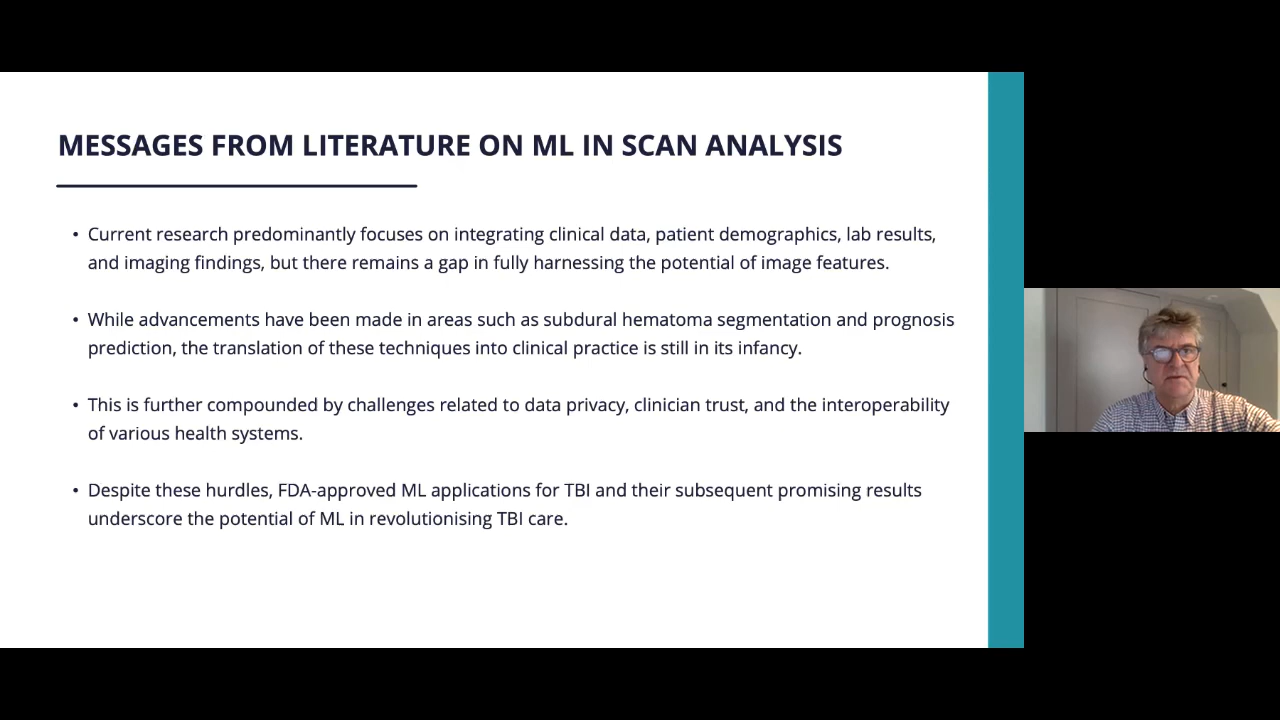 MESSAGES FROM LITERATURE ON ML IN SCAN ANALYSIS
• Current research predominantly focuses on integrating clinical data, patient demographics, lab results,
and imaging findings, but there remains a gap in fully harnessing the potential of image features.
• While advancements have been made in areas such as subdural hematoma segmentation and prognosis
prediction, the translation of these techniques into clinical practice is still in its infancy.
• This is further compounded by challenges related to data privacy, clinician trust, and the interoperability
of various health systems.
• Despite these hurdles, FDA-approved ML applications for TBI and their subsequent promising results
underscore the potential of ML in revolutionising TBI care.